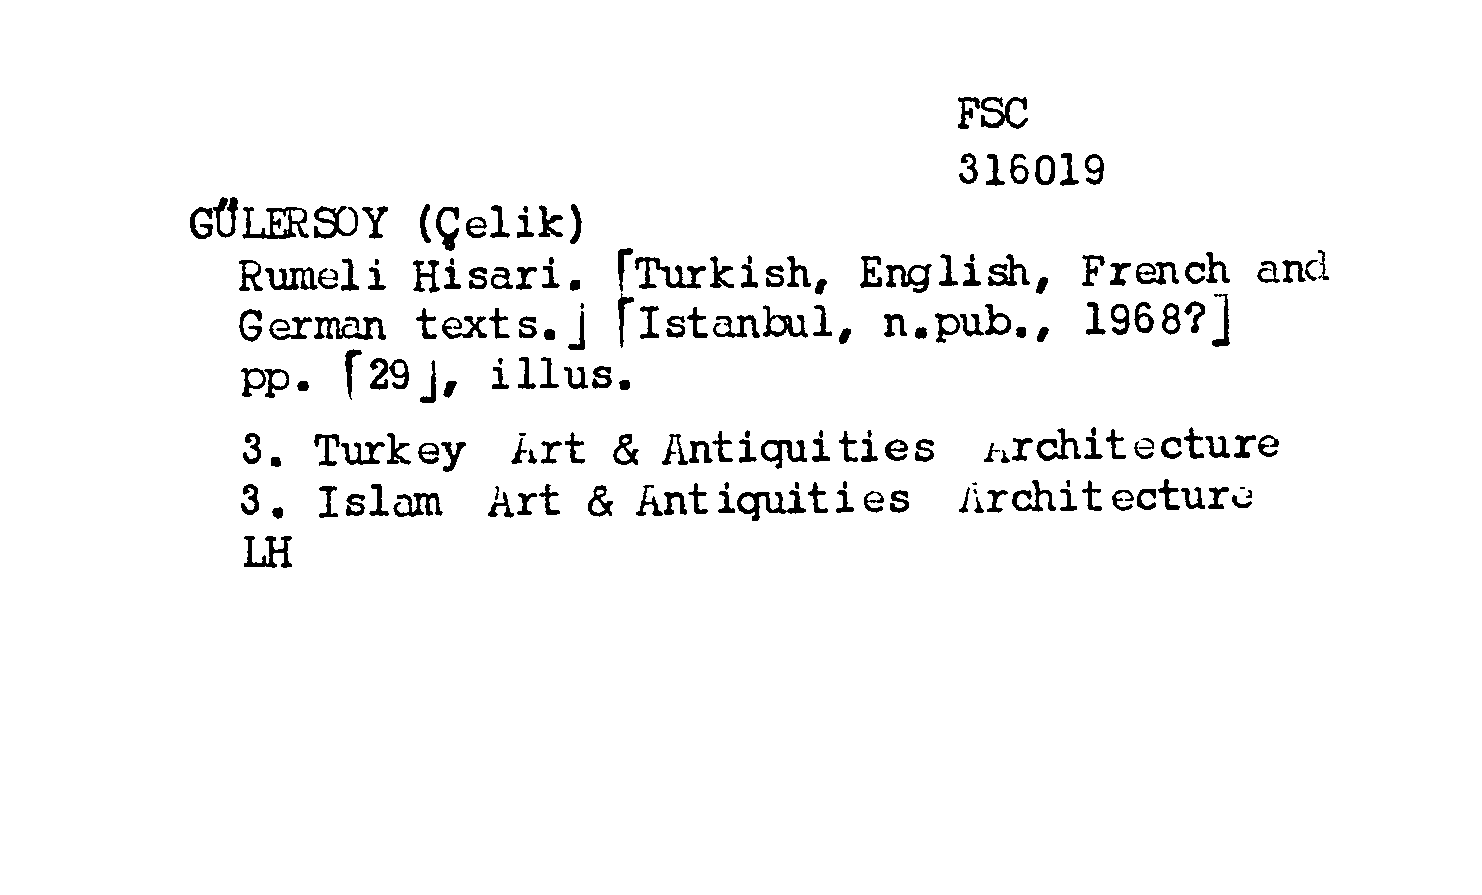 FSC
316019
GÜLERSOY (Çelik)
Rumeli Hisari. [Turkish, English, French and
German texts.] [Istanbul, n.pub., 1968?]
pp. [29], illus.
3. Turkey Art & Antiquities Architecture
3. Islam Art & Antiquities Architecture
LH